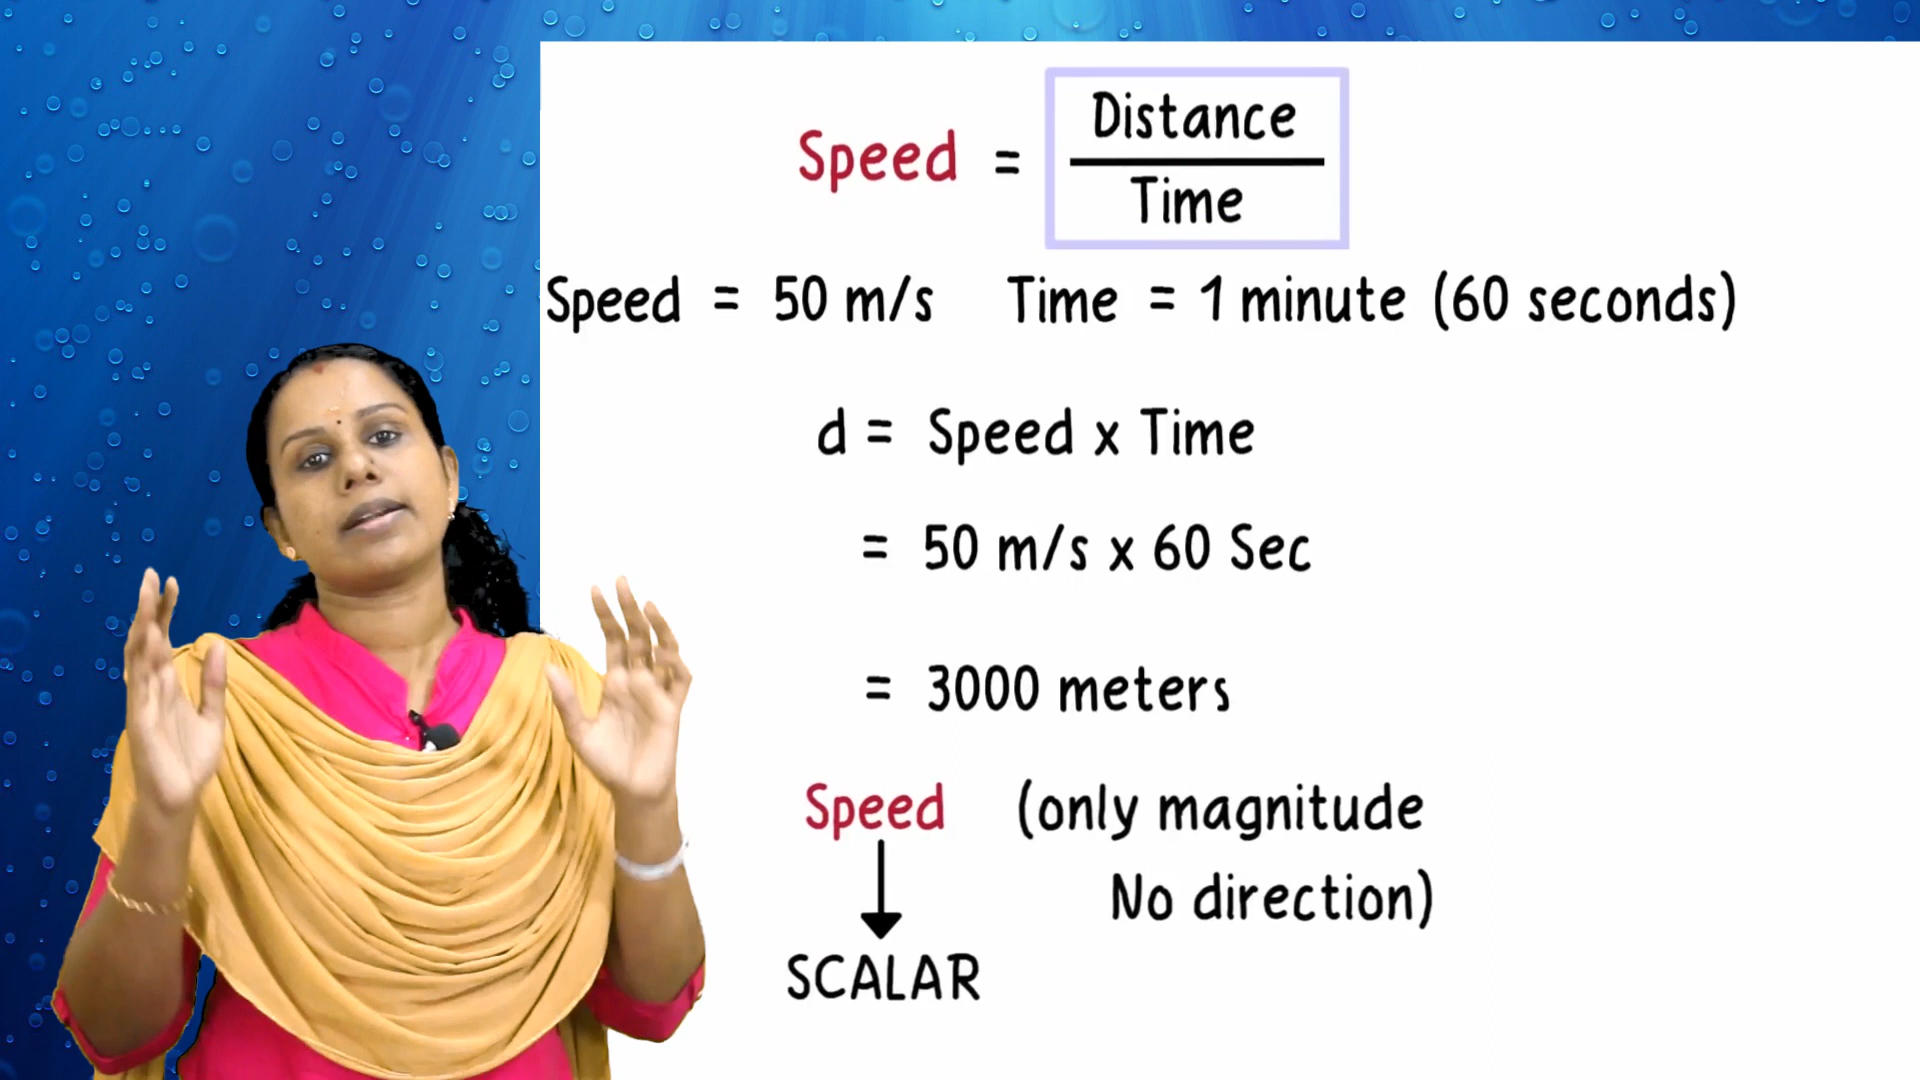 Speed = Distance
Time
Speed = 50 m/s Time = 1 minute (60 seconds)
d = Speed x Time
= 50 m/s x 60 Sec
= 3000 meters
Speed (only magnitude
No direction)
SCALAR